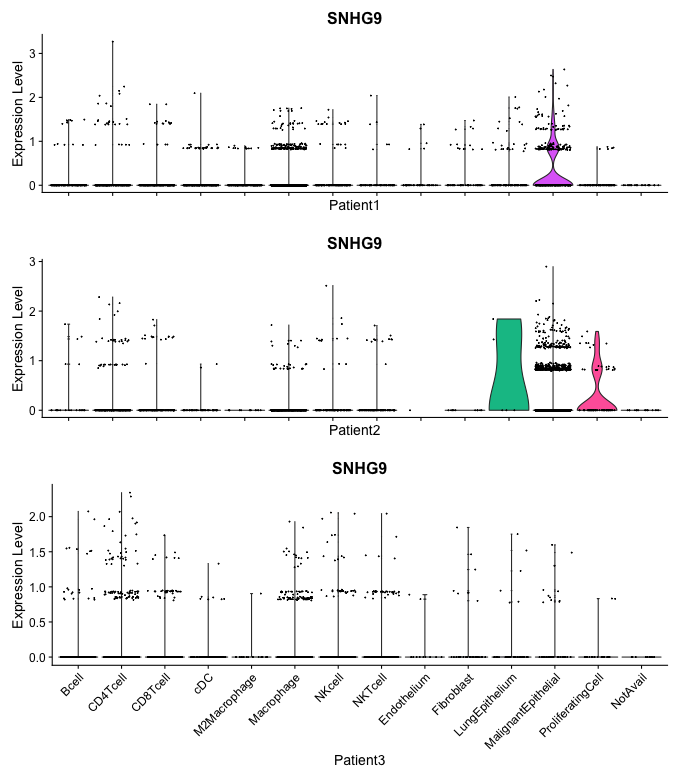 SNHG9
Expression Level
3
2
1
0
Patient1
SNHG9
Expression Level
3
2
1
0
Patient2
SNHG9
Expression Level
2.0
1.5
1.0
0.5
0.0
Bcell
CD4Tcell
CD8Tcell
cDC
M2Macrophage
Macrophage
NKcell
NKTcell
Endothelium
Fibroblast
LungEpithelium
MalignantEpithelial
ProliferatingCell
NotAvail
Patient3